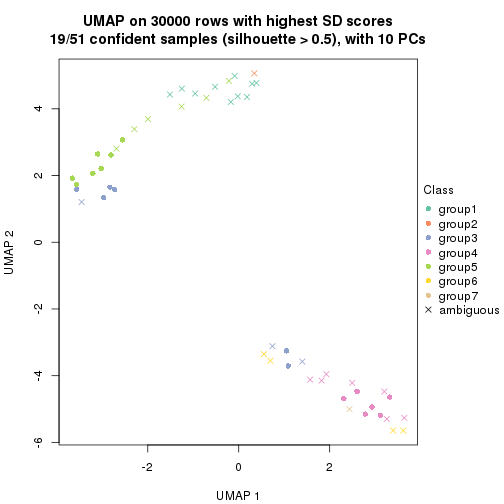 UMAP on 30000 rows with highest SD scores
19/51 confident samples (silhouette > 0.5), with 10 PCs
4
2
0
-2
-4
-6
UMAP 2
-2
0
2
UMAP 1
Class
group1
group2
group3
group4
group5
group6
group7
ambiguous